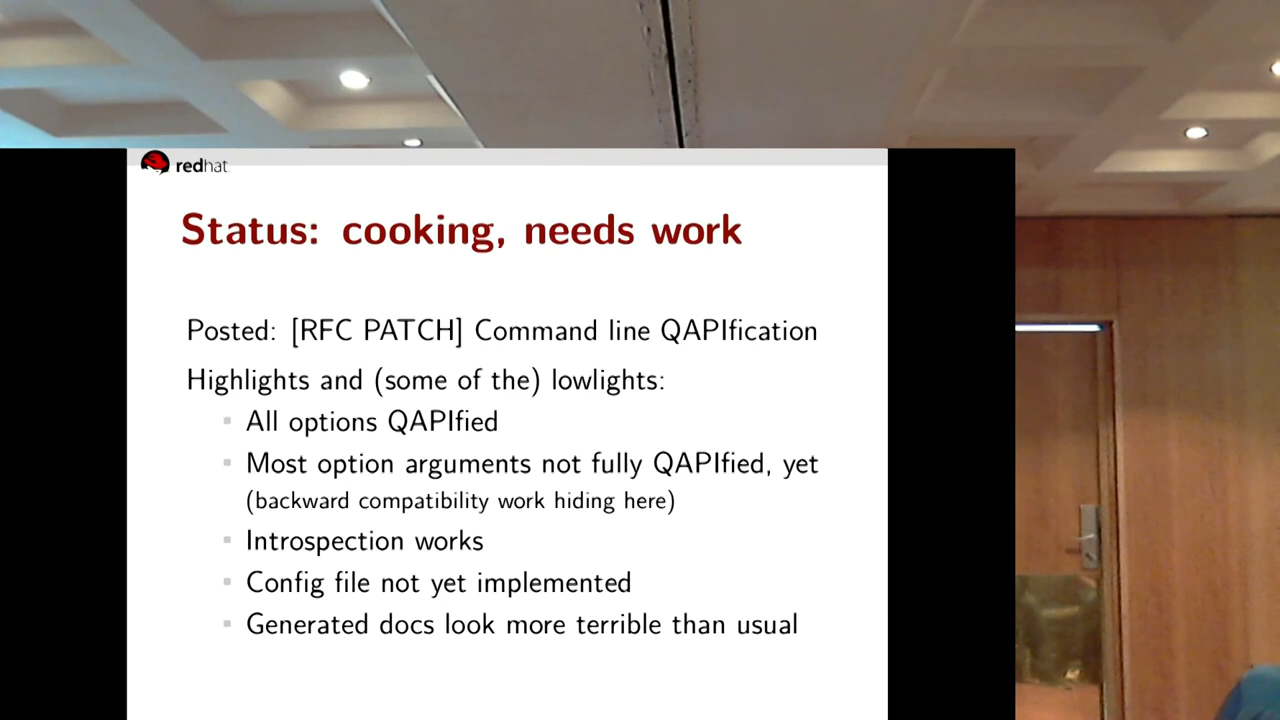 redhat
Status: cooking, needs work
Posted: [RFC PATCH] Command line QAPIfication
Highlights and (some of the) lowlights:
All options QAPIfied
Most option arguments not fully QAPIfied, yet
(backward compatibility work hiding here)
Introspection works
Config file not yet implemented
Generated docs look more terrible than usual